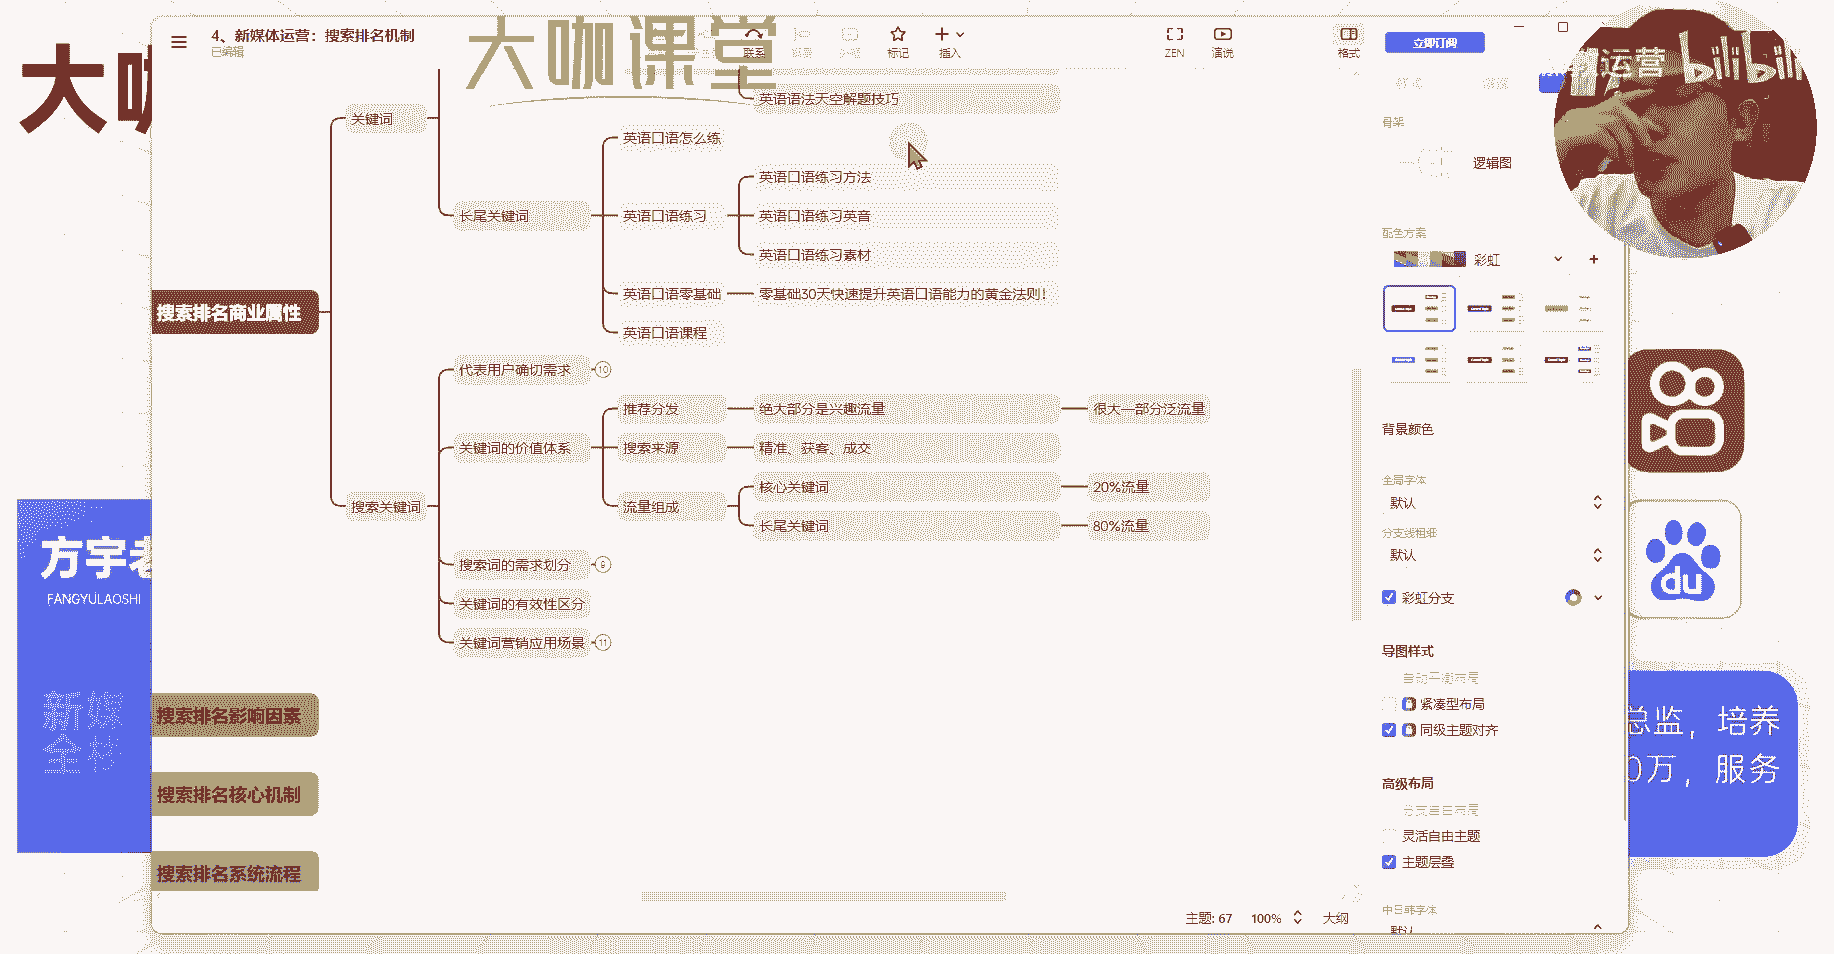 大咖课堂
4、新媒体运营：搜索排名机制
已编辑
联系
标记
插入
ZEN
演说
格式
立即订阅
运营 bilibili
大咖
英语语法天空解题技巧
关键词
英语口语怎么练
英语口语练习方法
长尾关键词
英语口语练习
英语口语练习英音
英语口语练习素材
英语口语零基础
零基础30天快速提升英语口语能力的黄金法则！
英语口语课程
搜索排名商业属性
代表用户确切需求
10
推荐分发
绝大部分是兴趣流量
很大一部分泛流量
关键词的价值体系
搜索来源
精准、获客、成交
核心关键词
20%流量
搜索关键词
流量组成
长尾关键词
80%流量
搜索词的需求划分
9
关键词的有效性区分
关键词营销应用场景
11
搜索排名影响因素
搜索排名核心机制
搜索排名系统流程
主题: 67
100%
大纲
骨架
逻辑图
配色方案
彩虹
背景颜色
全局字体
默认
分支线粗细
默认
彩虹分支
导图样式
自动平衡布局
紧凑型布局
同级主题对齐
高级布局
分支自由布局
灵活自由主题
主题层叠
中日韩字体
默认
方宇老
FANGYULAOSHI
新媒
全栈
du
总监，培养
0万，服务